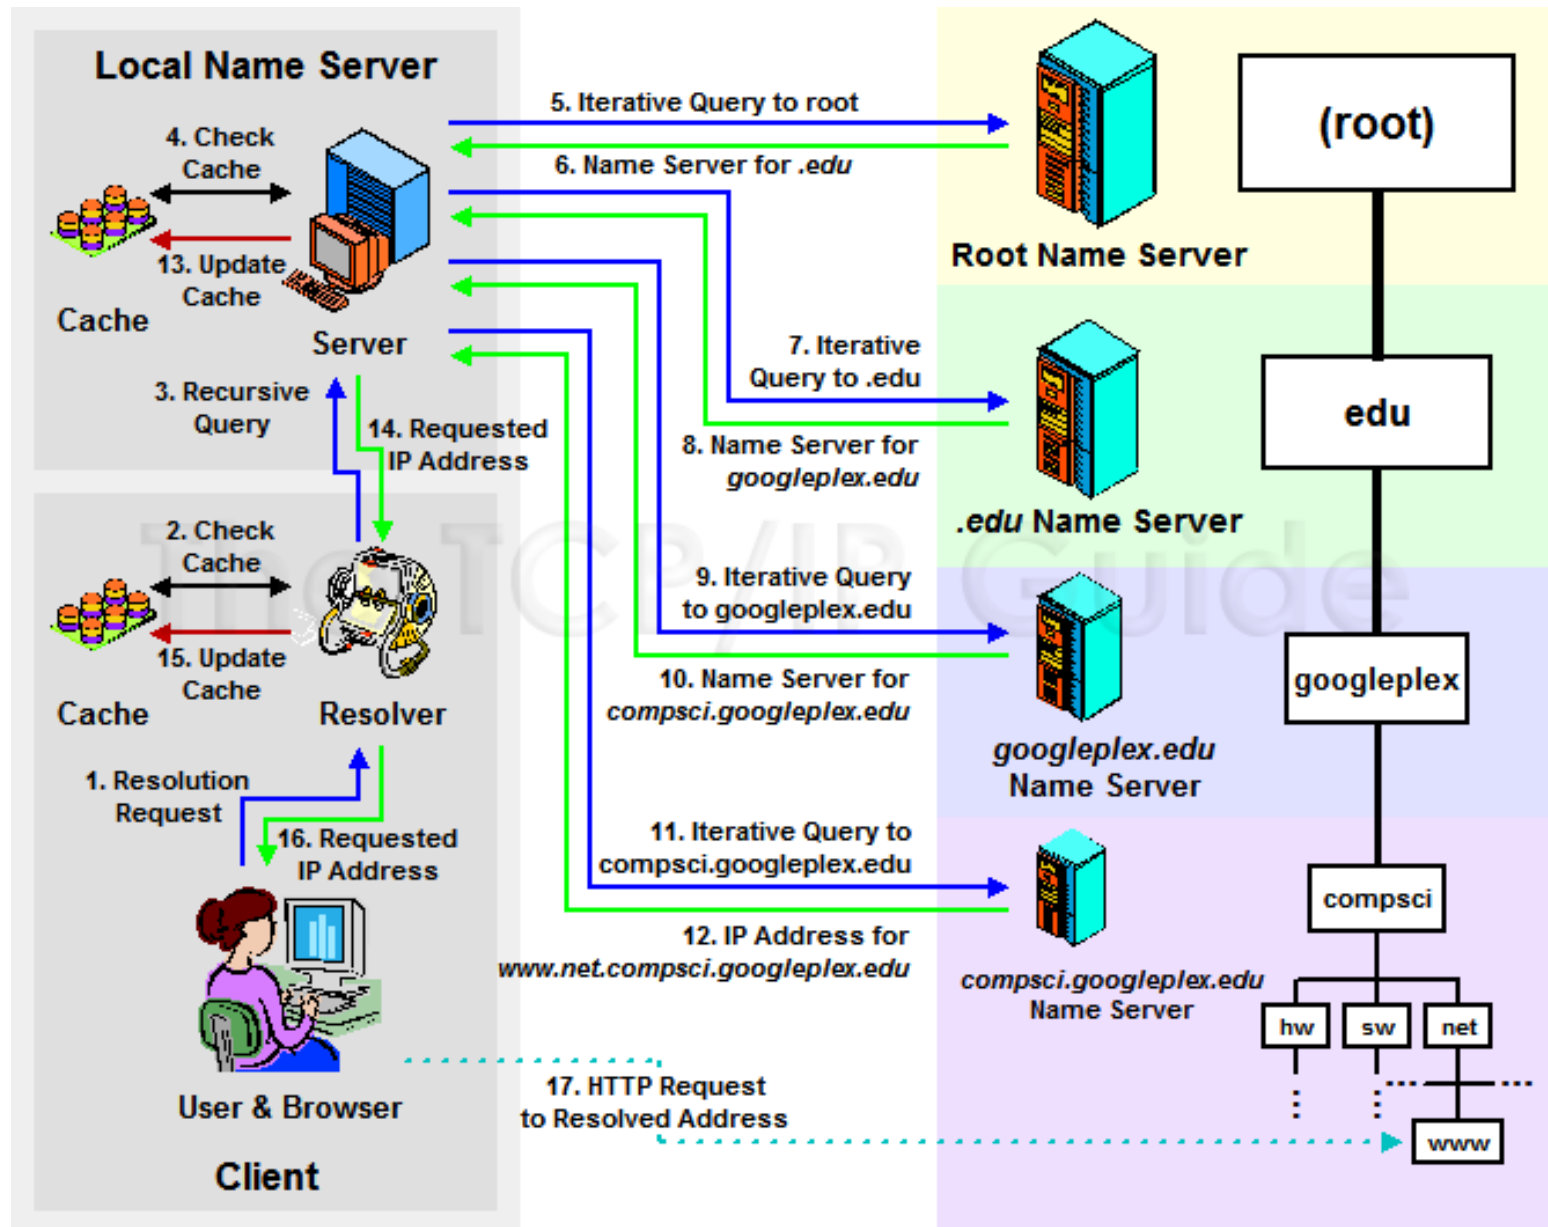 Local Name Server
4. Check
Cache
13. Update
Cache
Cache
Server
3. Recursive
Query
14. Requested
IP Address
2. Check
Cache
15. Update
Cache
Cache
Resolver
1. Resolution
Request
16. Requested
IP Address
User & Browser
Client
5. Iterative Query to root
6. Name Server for .edu
7. Iterative
Query to .edu
8. Name Server for
googleplex.edu
9. Iterative Query
to googleplex.edu
10. Name Server for
compsci.googleplex.edu
11. Iterative Query to
compsci.googleplex.edu
12. IP Address for
www.net.compsci.googleplex.edu
17. HTTP Request
to Resolved Address
Root Name Server
.edu Name Server
googleplex.edu
Name Server
compsci.googleplex.edu
Name Server
(root)
edu
googleplex
compsci
hw
sw
net
www
The TCP/IP Guide